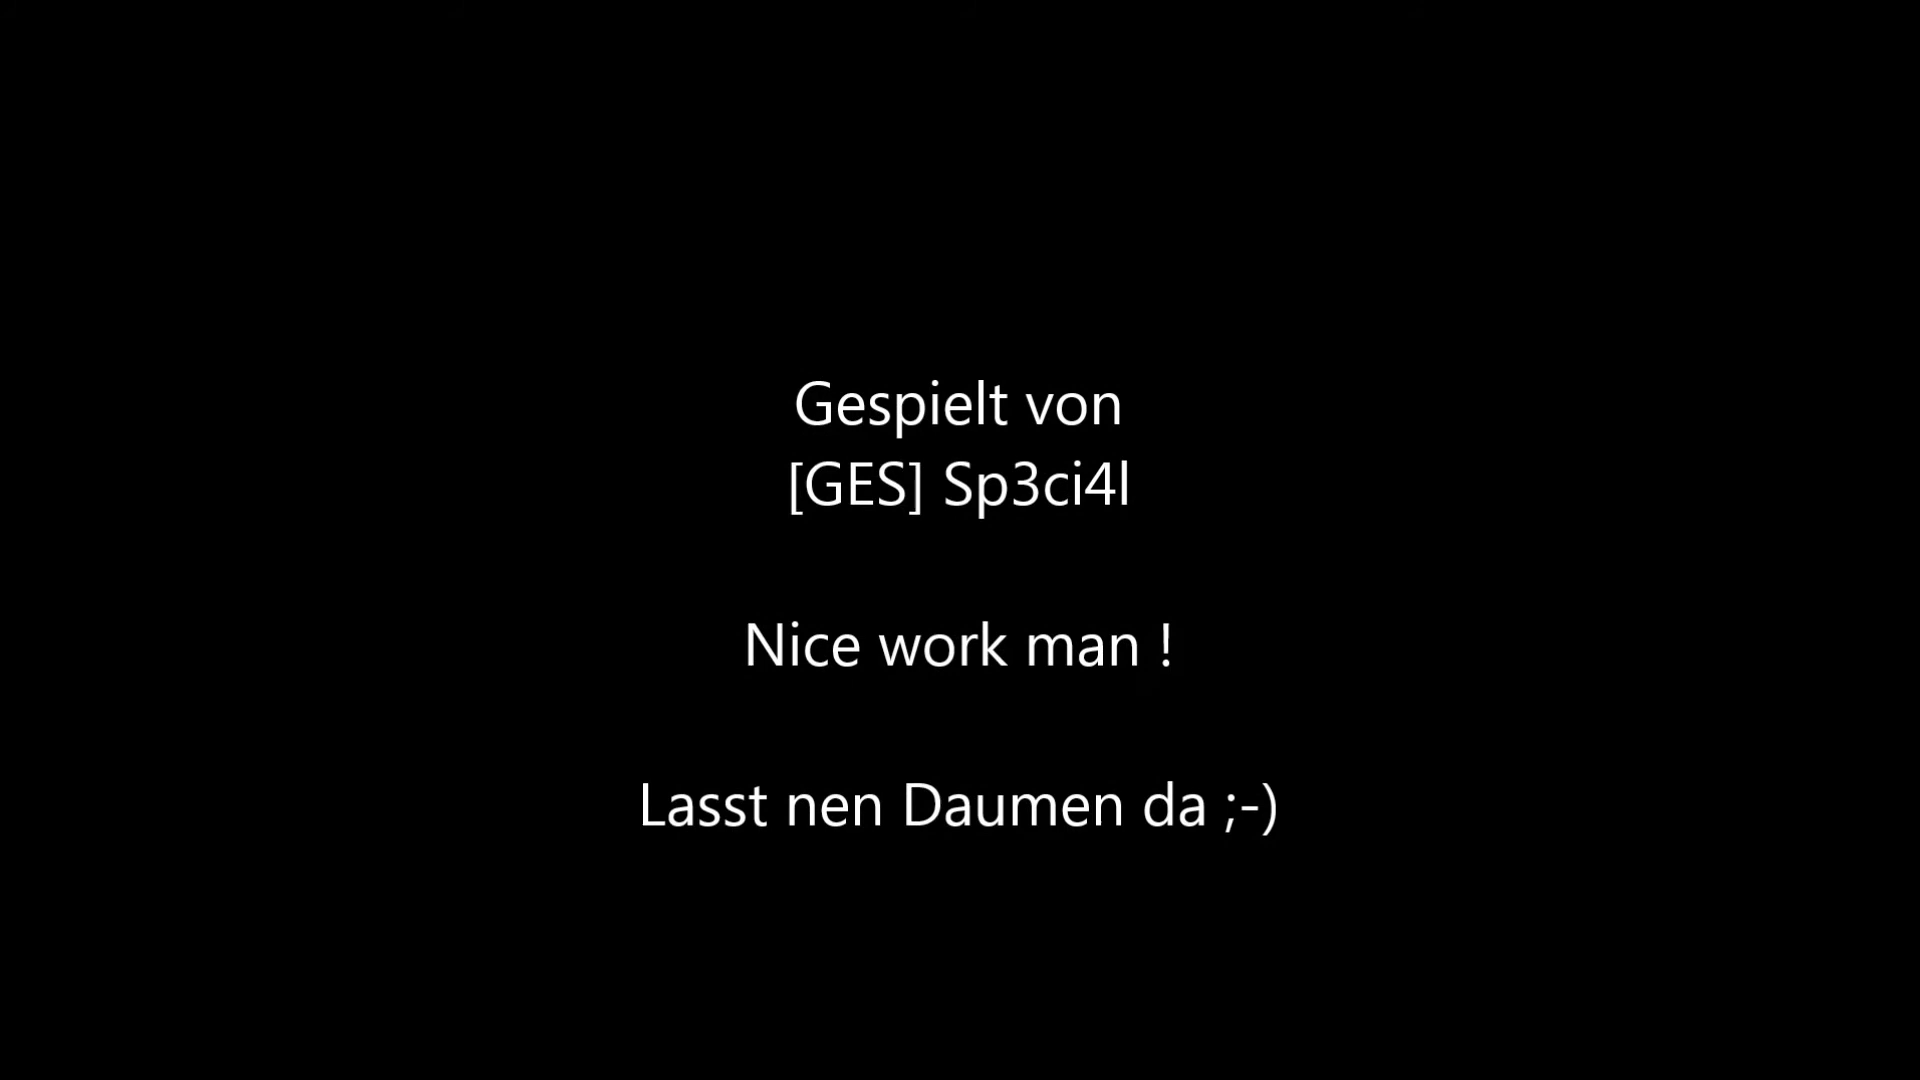 Gespielt von
[GES] Sp3ci4l
Nice work man !
Lasst nen Daumen da ;-)